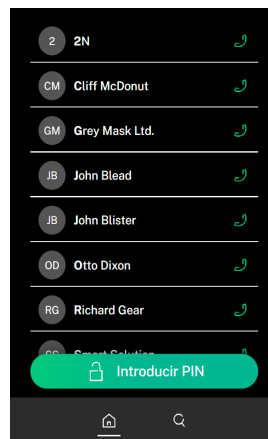 2 2N
CM Cliff McDonut
GM Grey Mask Ltd.
JB John Blead
JB John Blister
OD Otto Dixon
RG Richard Gear
Introducir PIN